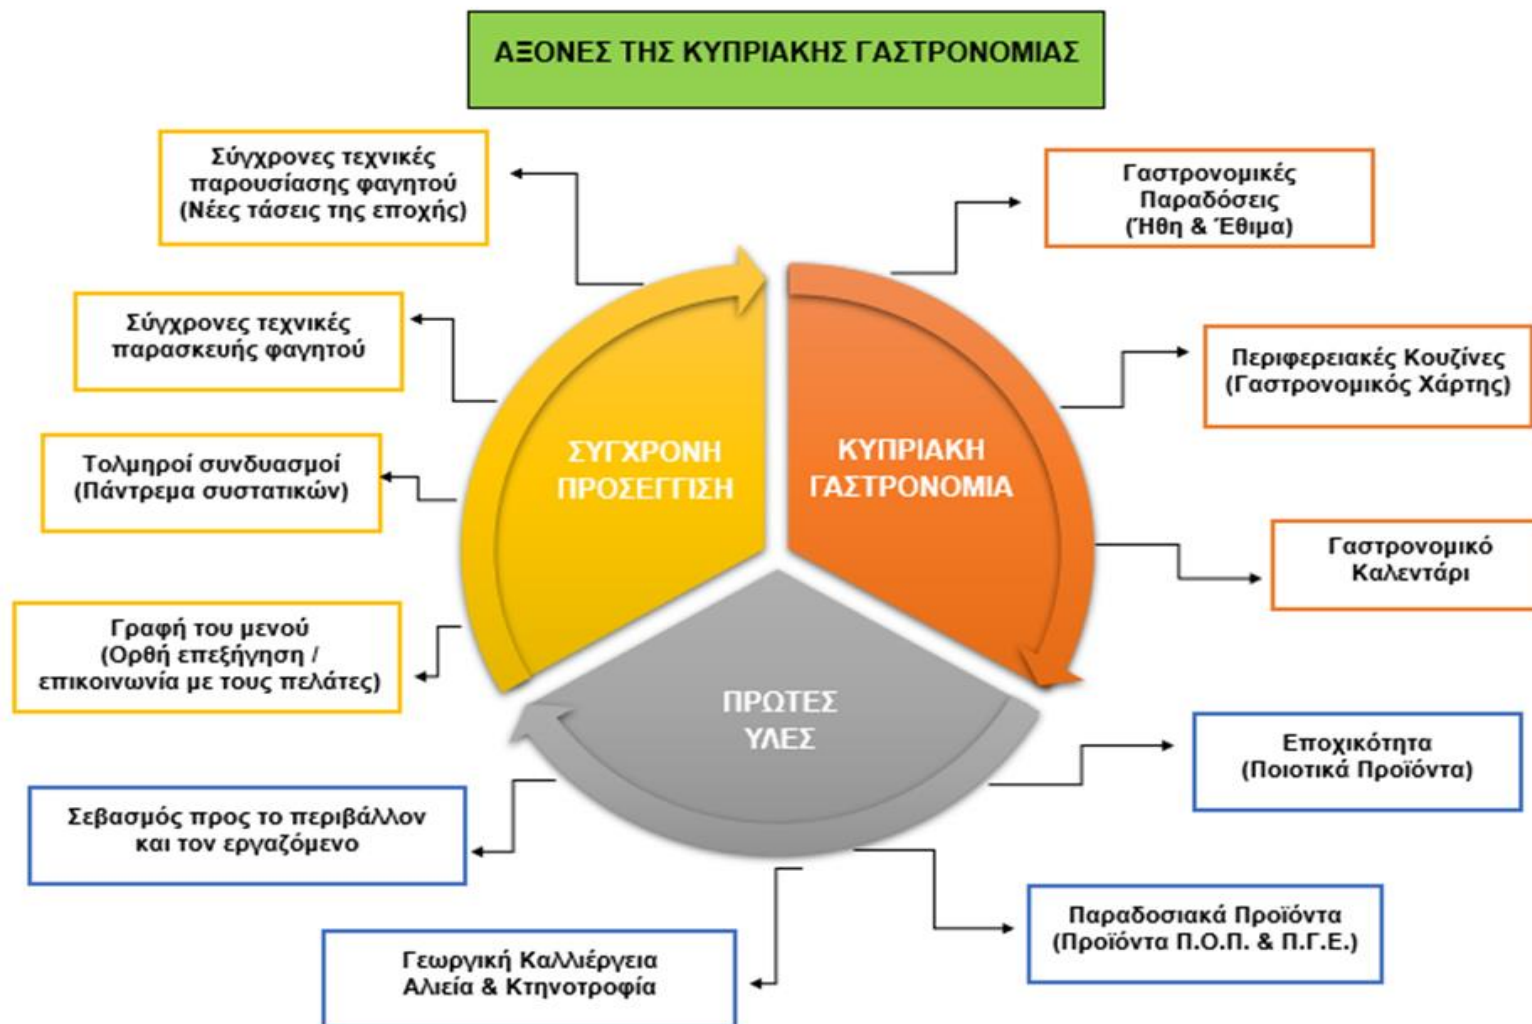 ΑΞΟΝΕΣ ΤΗΣ ΚΥΠΡΙΑΚΗΣ ΓΑΣΤΡΟΝΟΜΙΑΣ
Σύγχρονες τεχνικές
παρουσίασης φαγητού
(Νέες τάσεις της εποχής)
Σύγχρονες τεχνικές
παρασκευής φαγητού
Τολμηροί συνδυασμοί
(Πάντρεμα συστατικών)
Γραφή του μενού
(Ορθή επεξήγηση /
επικοινωνία με τους πελάτες)
ΣΥΓΧΡΟΝΗ
ΠΡΟΣΕΓΓΙΣΗ
ΚΥΠΡΙΑΚΗ
ΓΑΣΤΡΟΝΟΜΙΑ
Γαστρονομικές
Παραδόσεις
(Ήθη & Έθιμα)
Περιφερειακές Κουζίνες
(Γαστρονομικός Χάρτης)
Γαστρονομικό
Καλεντάρι
ΠΡΩΤΕΣ
ΥΛΕΣ
Εποχικότητα
(Ποιοτικά Προϊόντα)
Παραδοσιακά Προϊόντα
(Προϊόντα Π.Ο.Π. & Π.Γ.Ε.)
Γεωργική Καλλιέργεια
Αλιεία & Κτηνοτροφία
Σεβασμός προς το περιβάλλον
και τον εργαζόμενο